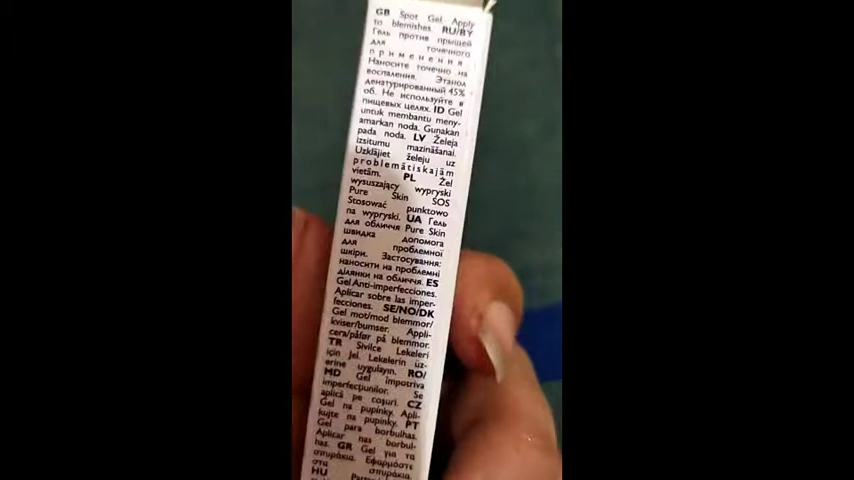 GB Spot Gel Apply
to blemishes. RU/BY
Гель против прыщей
для точечного
применения
Наносите точечно на
воспаления. Этанол
денатурированный 45%
об. Не используйте в
пищевых целях. ID Gel
untuk membantu meny-
amarkan noda. Gunakan
pada noda. LV Želeja
izsitumu mazināšanai.
Uzklājiet želeju uz
problemātiskajām
vietām. PL Żel
wysuszający wypryski
Pure Skin SOS
Stosować punktowo
na wypryski. UA Гель
для обличчя Pure Skin
швидка допомога
для проблемної
шкіри. Застосування:
наносити на проблемні
ділянки на обличчя. ES
Gel Anti-imperfecciones.
Aplicar sobre las imper-
fecciones. SE/NO/DK
Gel mot/mod blemmor/
kviser/bumser. Appli-
cera/påfør på blemmor.
TR Sivilce Lekeleri
için Jel. Lekelerin üz-
erine uygulayın. RO/
MD Gel împotriva
imperfecțiunilor. Se
aplică pe coșuri. CZ
Gel na pupínky. Apli-
kujte na pupínky. PT
Gel para borbulhas.
Aplicar nas borbul-
has. GR Gel για τα
σπυράκια. Εφαρμόστε
στα σπυράκια.
HU